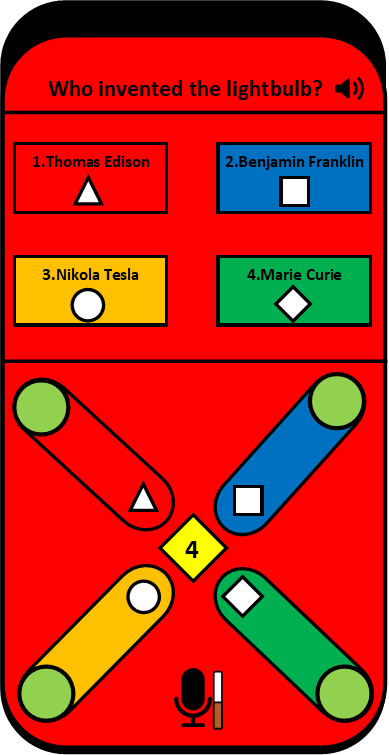 Who invented the lightbulb?
1.Thomas Edison
2.Benjamin Franklin
3.Nikola Tesla
4.Marie Curie
4